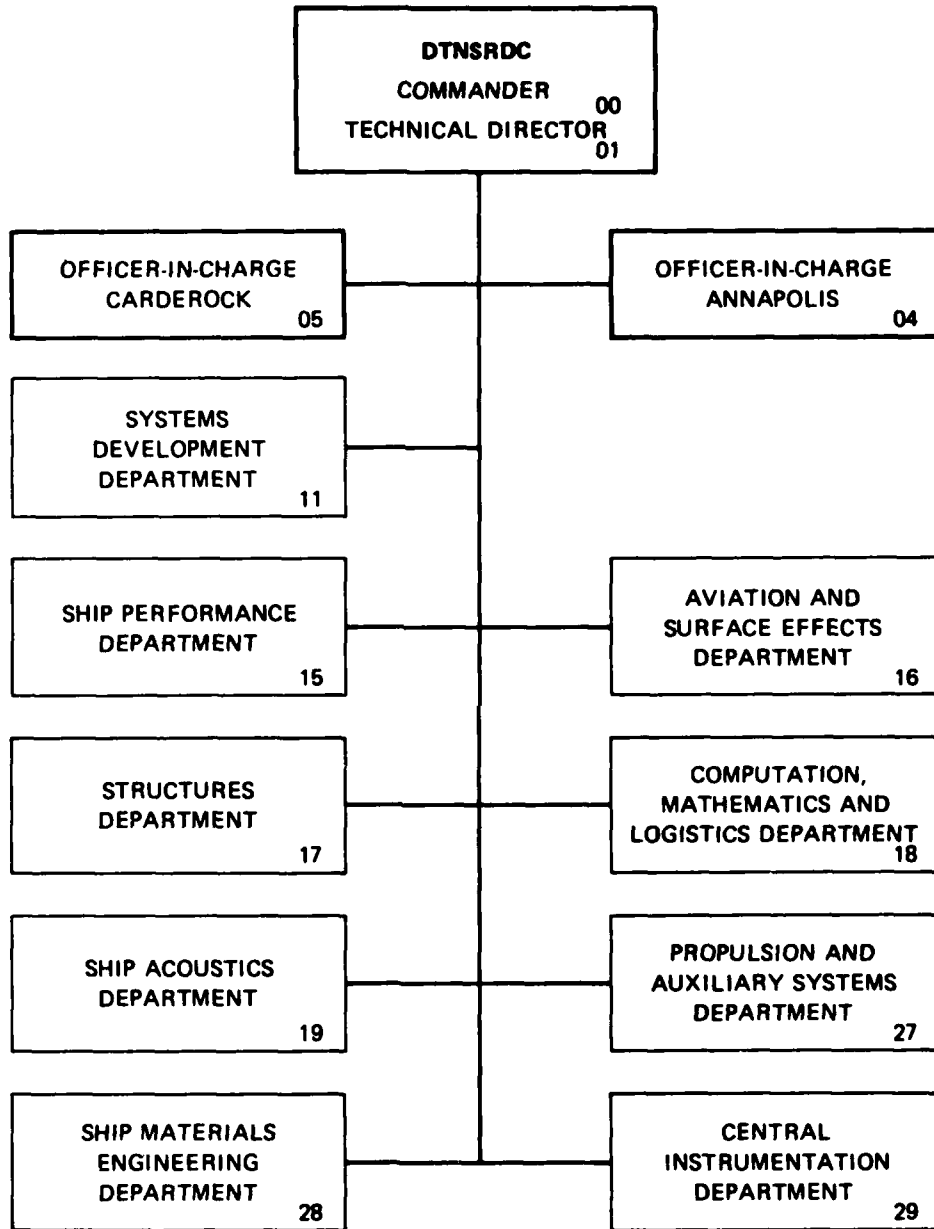 DTNSRDC
COMMANDER
00
TECHNICAL DIRECTOR
01
OFFICER-IN-CHARGE
CARDEROCK
05
OFFICER-IN-CHARGE
ANNAPOLIS
04
SYSTEMS
DEVELOPMENT
DEPARTMENT
11
SHIP PERFORMANCE
DEPARTMENT
15
AVIATION AND
SURFACE EFFECTS
DEPARTMENT
16
STRUCTURES
DEPARTMENT
17
COMPUTATION,
MATHEMATICS AND
LOGISTICS DEPARTMENT
18
SHIP ACOUSTICS
DEPARTMENT
19
PROPULSION AND
AUXILIARY SYSTEMS
DEPARTMENT
27
SHIP MATERIALS
ENGINEERING
DEPARTMENT
28
CENTRAL
INSTRUMENTATION
DEPARTMENT
29